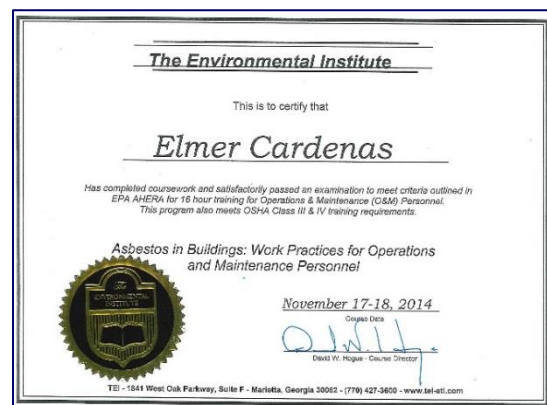 The Environmental Institute
This is to certify that
Elmer Cardenas
Has completed coursework and satisfactorily passed an examination to meet criteria outlined in
EPA AHERA for 16 hour training for Operations & Maintenance (O&M) Personnel.
This program also meets OSHA Class III & IV training requirements.
Asbestos in Buildings: Work Practices for Operations
and Maintenance Personnel
The
ENVIRONMENTAL
INSTITUTE
November 17-18, 2014
Course Date
David W. Hogue - Course Director
TEI - 1841 West Oak Parkway, Suite F - Marietta, Georgia 30062 - (770) 427-3600 - www.tei-atl.com